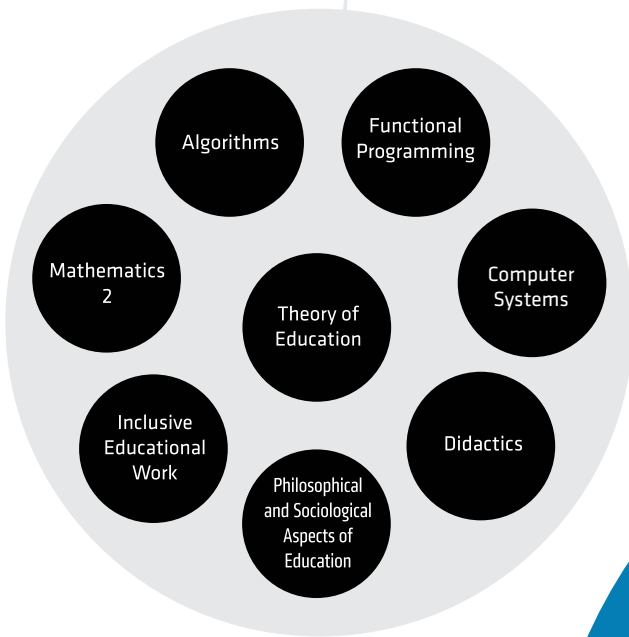 Algorithms
Functional
Programming
Mathematics
2
Computer
Systems
Theory of
Education
Inclusive
Educational
Work
Didactics
Philosophical
and Sociological
Aspects of
Education